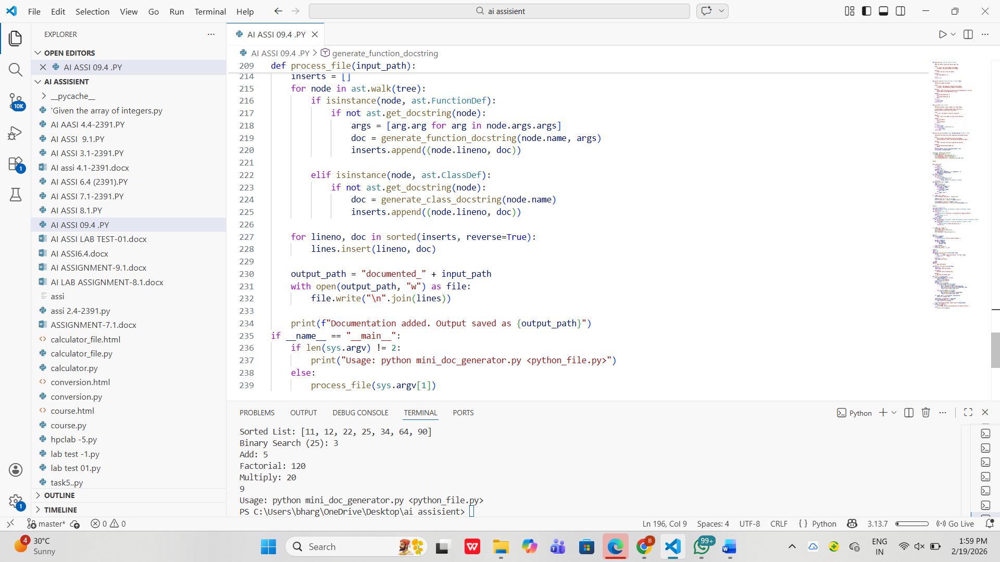 File Edit Selection View Go Run Terminal Help
ai assisient
EXPLORER
OPEN EDITORS
AI ASSI 09.4 .PY
AI ASSISIENT
__pycache__
'Given the array of integers.py
AI AASI 4.4-2391.PY
AI ASSI  9.1.PY
AI ASSI 3.1-2391.PY
AI assi 4.1-2391.docx
AI ASSI 6.4 (2391).PY
AI ASSI 7.1-2391.PY
AI ASSI 8.1.PY
AI ASSI 09.4 .PY
AI ASSI LAB TEST-01.docx
AI ASSI6.4.docx
AI ASSIGNMENT-9.1.docx
AI LAB ASSIGNMENT-8.1.docx
assi
assi 2.4-2391.py
ASSIGNMENT-7.1.docx
calculator_file.html
calculator_file.py
calculator.py
conversion.html
conversion.py
course.html
course.py
hpclab -5.py
lab test -1.py
lab test 01.py
task5..py
OUTLINE
TIMELINE
10K
1
1
AI ASSI 09.4 .PY
AI ASSI 09.4 .PY > generate_function_docstring
209 def process_file(input_path):
214 inserts = []
215 for node in ast.walk(tree):
216 if isinstance(node, ast.FunctionDef):
217 if not ast.get_docstring(node):
218 args = [arg.arg for arg in node.args.args]
219 doc = generate_function_docstring(node.name, args)
220 inserts.append((node.lineno, doc))
221
222 elif isinstance(node, ast.ClassDef):
223 if not ast.get_docstring(node):
224 doc = generate_class_docstring(node.name)
225 inserts.append((node.lineno, doc))
226
227 for lineno, doc in sorted(inserts, reverse=True):
228 lines.insert(lineno, doc)
229
230 output_path = "documented_" + input_path
231 with open(output_path, "w") as file:
232 file.write("\n".join(lines))
233
234 print(f"Documentation added. Output saved as {output_path}")
235 if __name__ == "__main__":
236 if len(sys.argv) != 2:
237 print("Usage: python mini_doc_generator.py <python_file.py>")
238 else:
239 process_file(sys.argv[1])
PROBLEMS OUTPUT DEBUG CONSOLE TERMINAL PORTS
Python
Sorted List: [11, 12, 22, 25, 34, 64, 90]
Binary Search (25): 3
Add: 5
Factorial: 120
Multiply: 20
9
Usage: python mini_doc_generator.py <python_file.py>
PS C:\Users\bharg\OneDrive\Desktop\ai assisient>
master* 0 0 Ln 196, Col 9 Spaces: 4 UTF-8 CRLF { } Python 3.13.7 Go Live
4
30°C
Sunny
Search
B
99+
ENG
IN
1:59 PM
2/19/2026